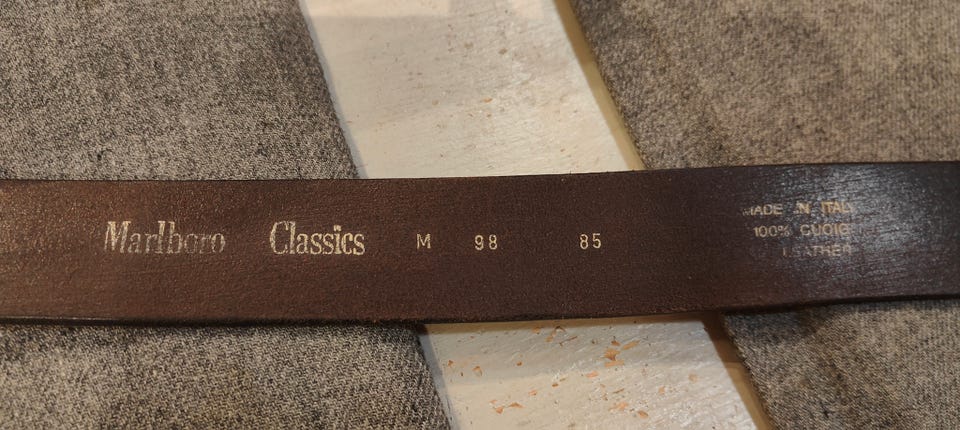 Marlboro Classics M 98 85
MADE IN ITALY
100% CUOIO
LEATHER